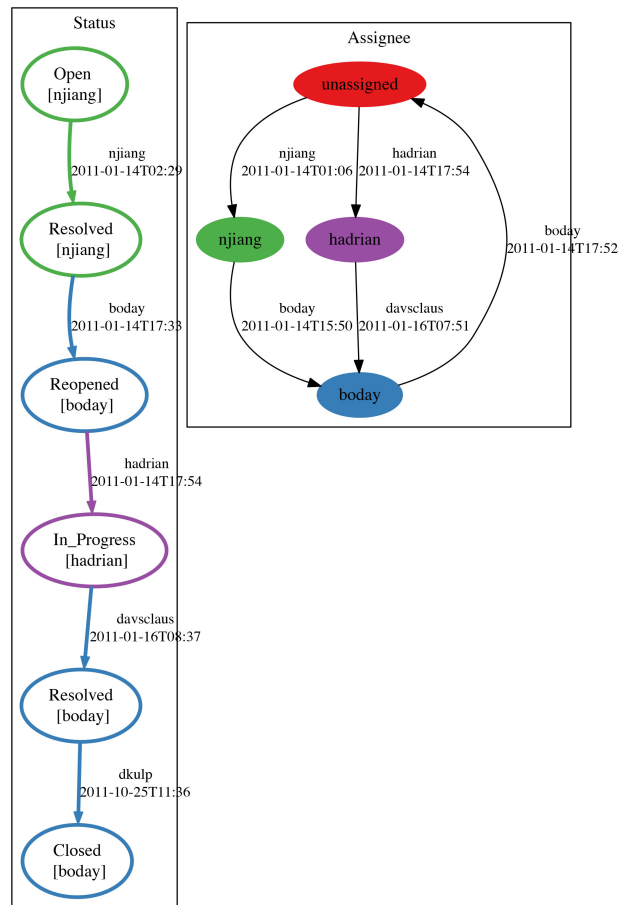 Status
Open
[njiang]
njiang
2011-01-14T02:29
Resolved
[njiang]
boday
2011-01-14T17:33
Reopened
[boday]
hadrian
2011-01-14T17:54
In_Progress
[hadrian]
davsclaus
2011-01-16T08:37
Resolved
[boday]
dkulp
2011-10-25T11:36
Closed
[boday]
Assignee
unassigned
njiang
2011-01-14T01:06
hadrian
2011-01-14T17:54
boday
2011-01-14T17:52
njiang
hadrian
boday
2011-01-14T15:50
davsclaus
2011-01-16T07:51
boday